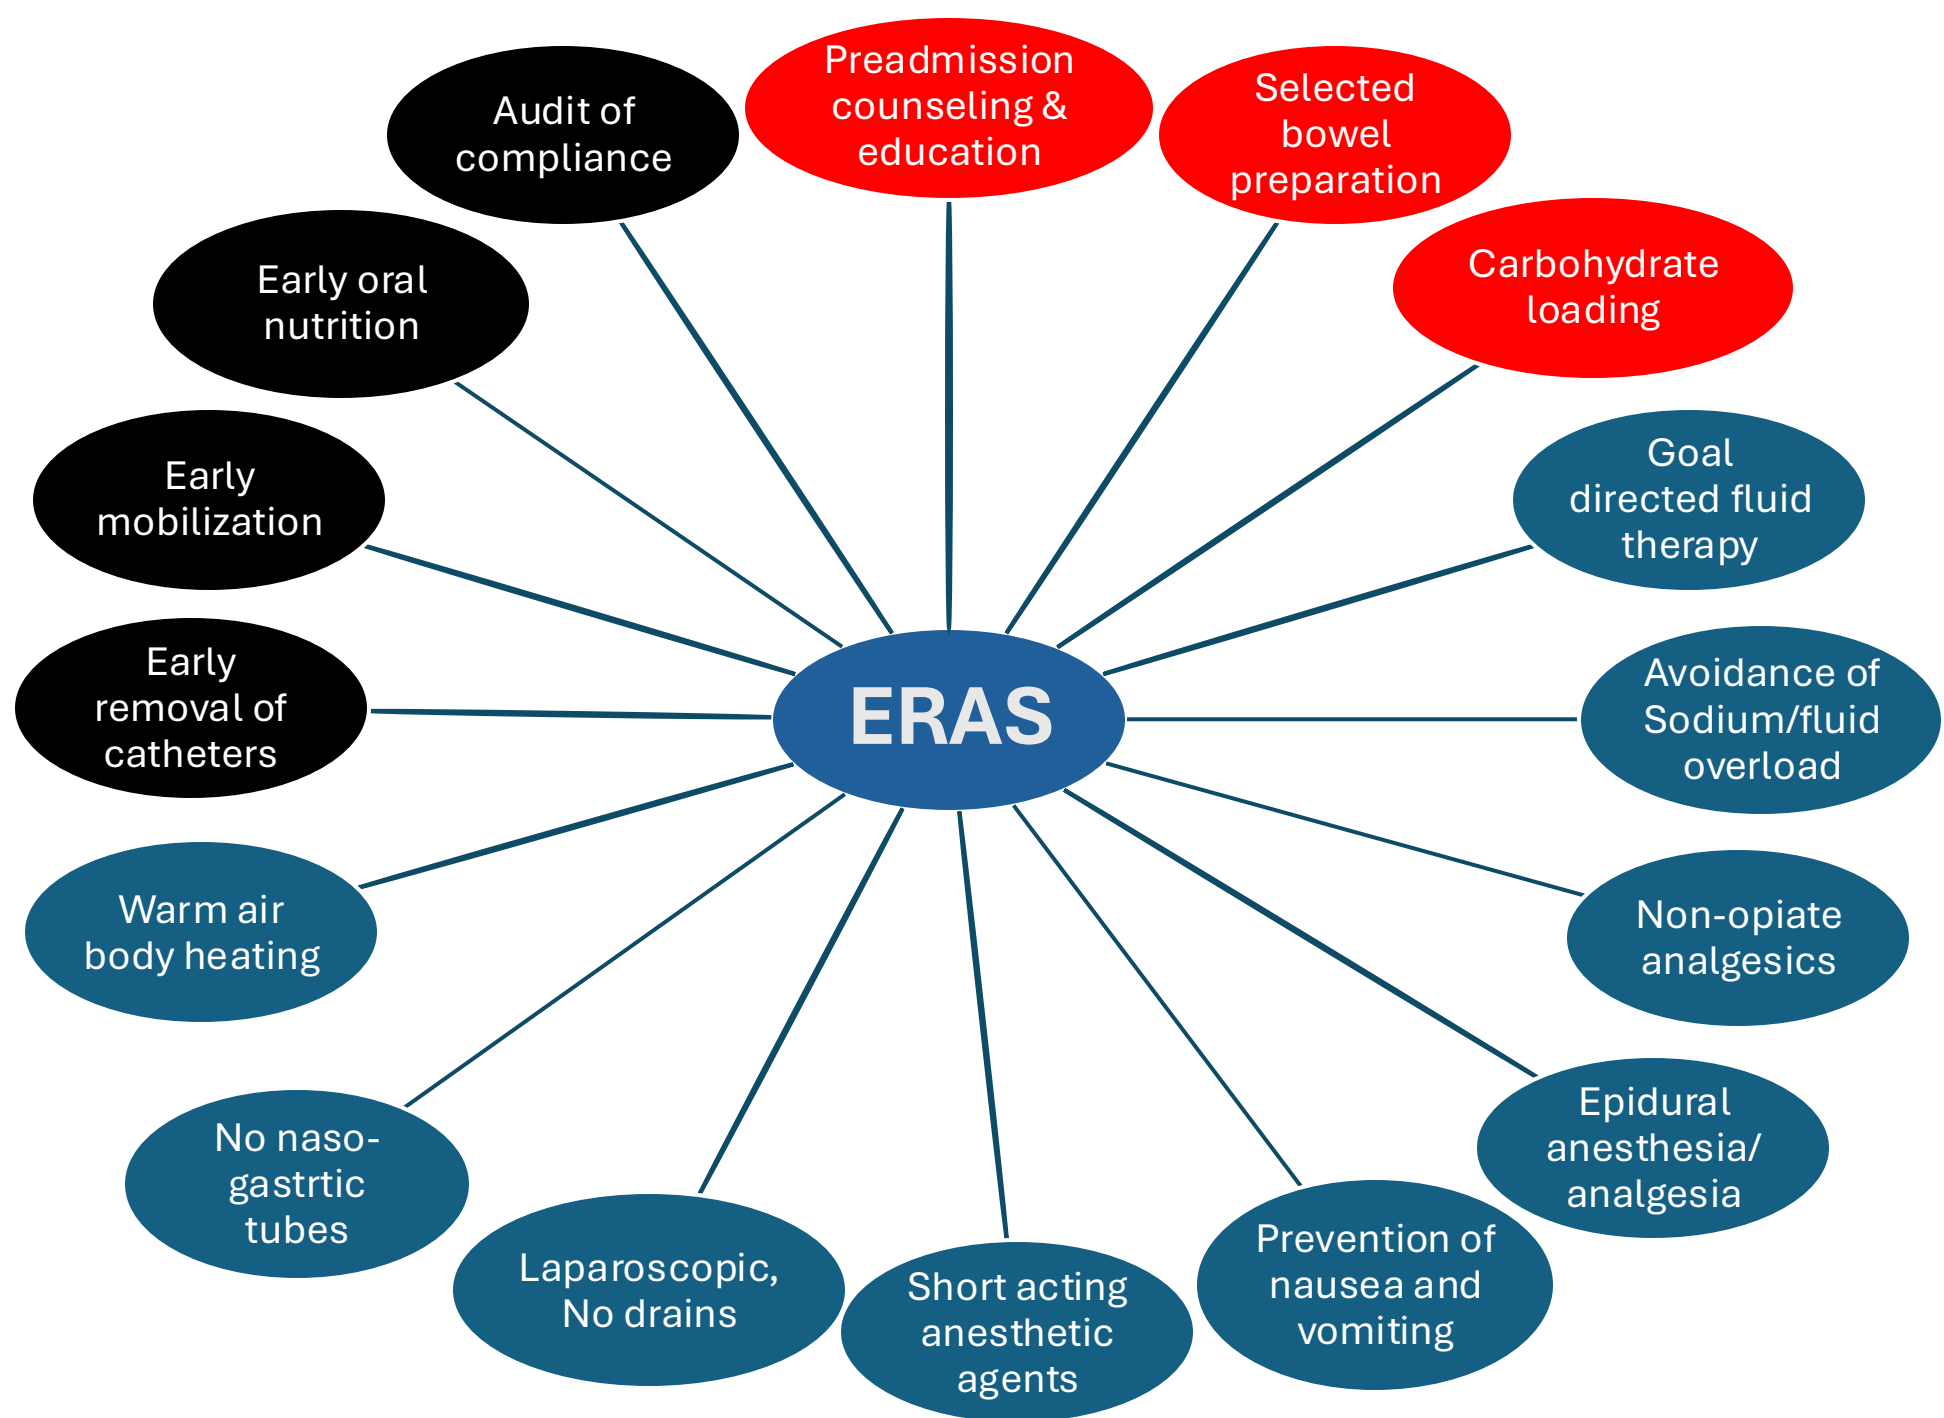 Preadmission
counseling &
education
Selected
bowel
preparation
Carbohydrate
loading
Goal
directed fluid
therapy
Avoidance of
Sodium/fluid
overload
Non-opiate
analgesics
Epidural
anesthesia/
analgesia
Prevention of
nausea and
vomiting
Short acting
anesthetic
agents
Laparoscopic,
No drains
No naso-
gastrtic
tubes
Warm air
body heating
Early
removal of
catheters
Early
mobilization
Early oral
nutrition
Audit of
compliance
ERAS